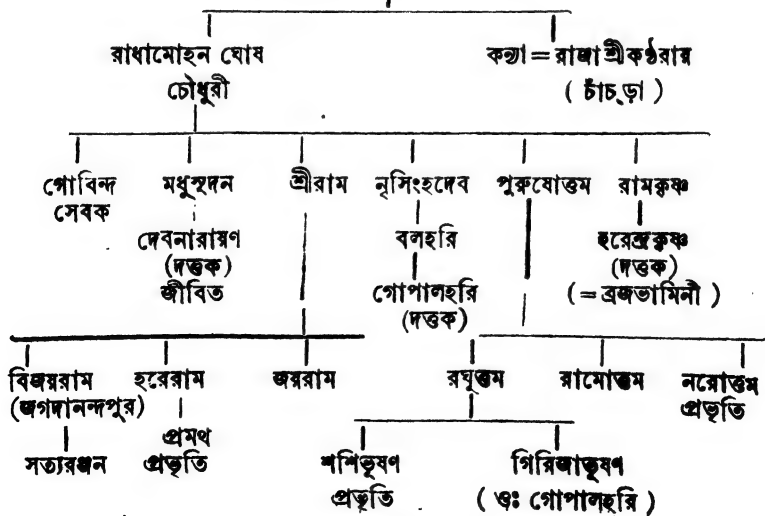 রাধামোহন ঘোষ কন্যা = রাজা শ্রীকণ্ঠরায়
চৌধুরী ( চাঁচ্‌ড়া )
গোবিন্দ মধুসূদন শ্রীরাম নৃসিংহদেব পুরুষোত্তম রামকৃষ্ণ
সেবক
দেবনারায়ণ বলহরি হরেন্দ্রকৃষ্ণ
(দত্তক) (দত্তক)
জীবিত গোপালহরি (=ব্রজভামিনী)
(দত্তক)
বিজয়রাম হরেরাম জয়রাম রঘূত্তম রামোত্তম নরোত্তম
(জগদানন্দপুর) প্রভৃতি
সত্যরঞ্জন প্রমথ
প্রভৃতি শশিভূষণ গিরিজাভূষণ
প্রভৃতি ( ওঃ গোপালহরি )